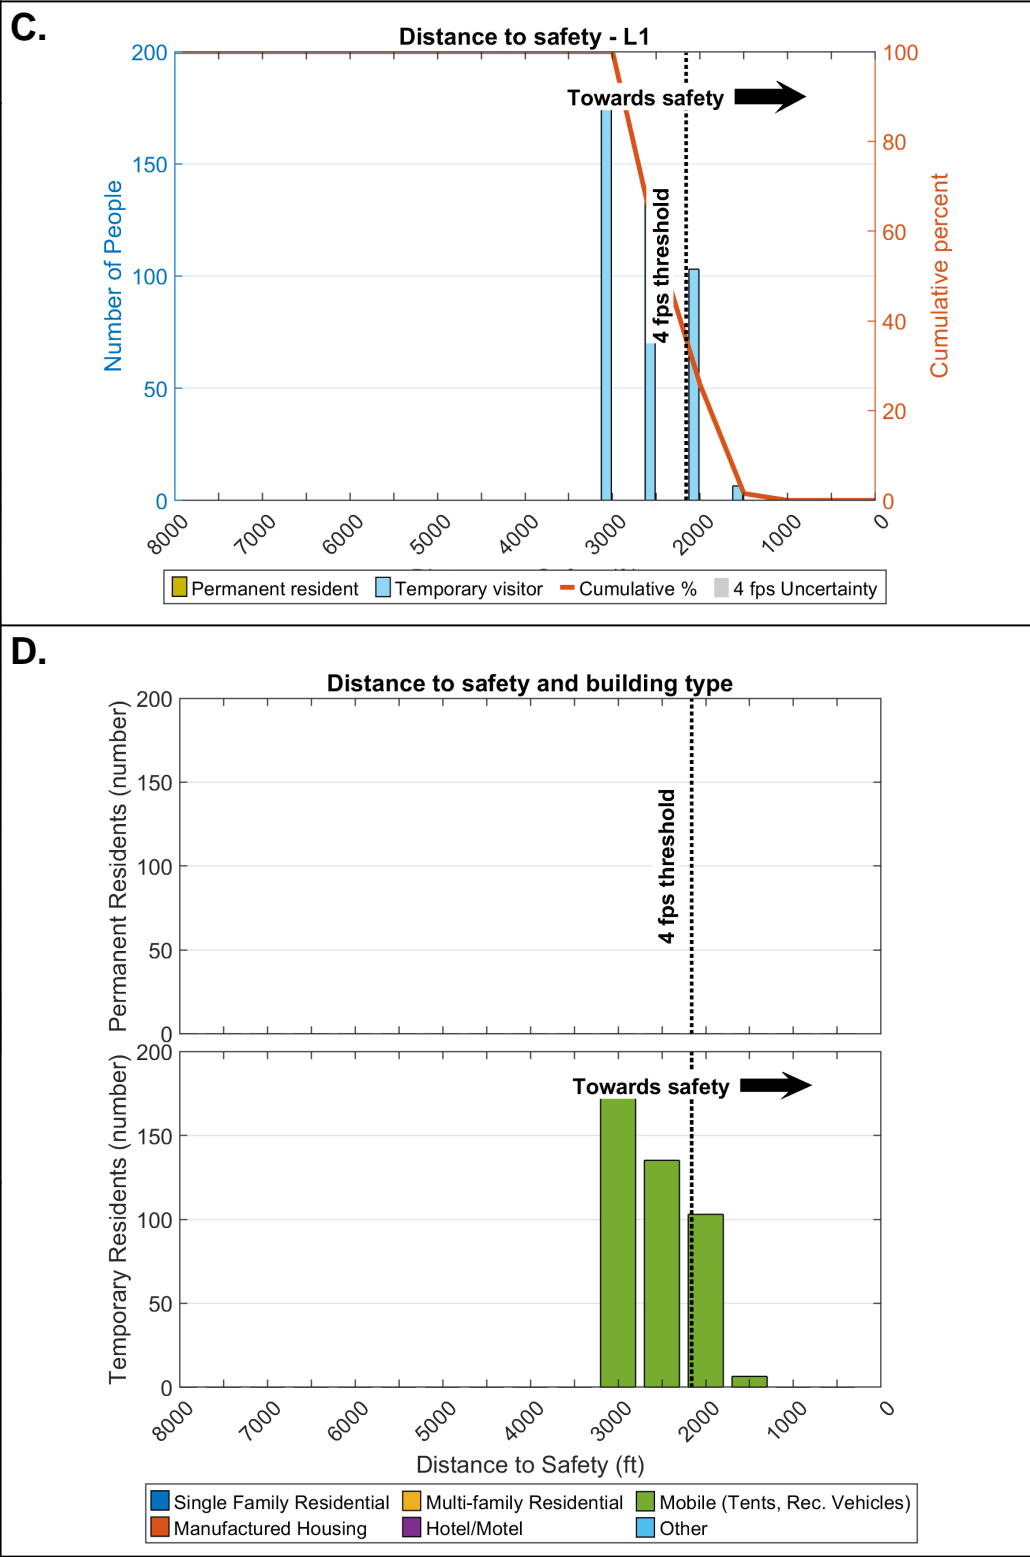 C.
Distance to safety - L1
200
150
100
50
0
Number of People
100
80
60
40
20
0
Cumulative percent
Towards safety
4 fps threshold
8000
7000
6000
5000
4000
3000
2000
1000
0
Permanent resident
Temporary visitor
Cumulative %
4 fps Uncertainty
D.
Distance to safety and building type
200
150
100
50
0
Permanent Residents (number)
4 fps threshold
200
150
100
50
0
Temporary Residents (number)
Towards safety
8000
7000
6000
5000
4000
3000
2000
1000
0
Distance to Safety (ft)
Single Family Residential
Multi-family Residential
Mobile (Tents, Rec. Vehicles)
Manufactured Housing
Hotel/Motel
Other